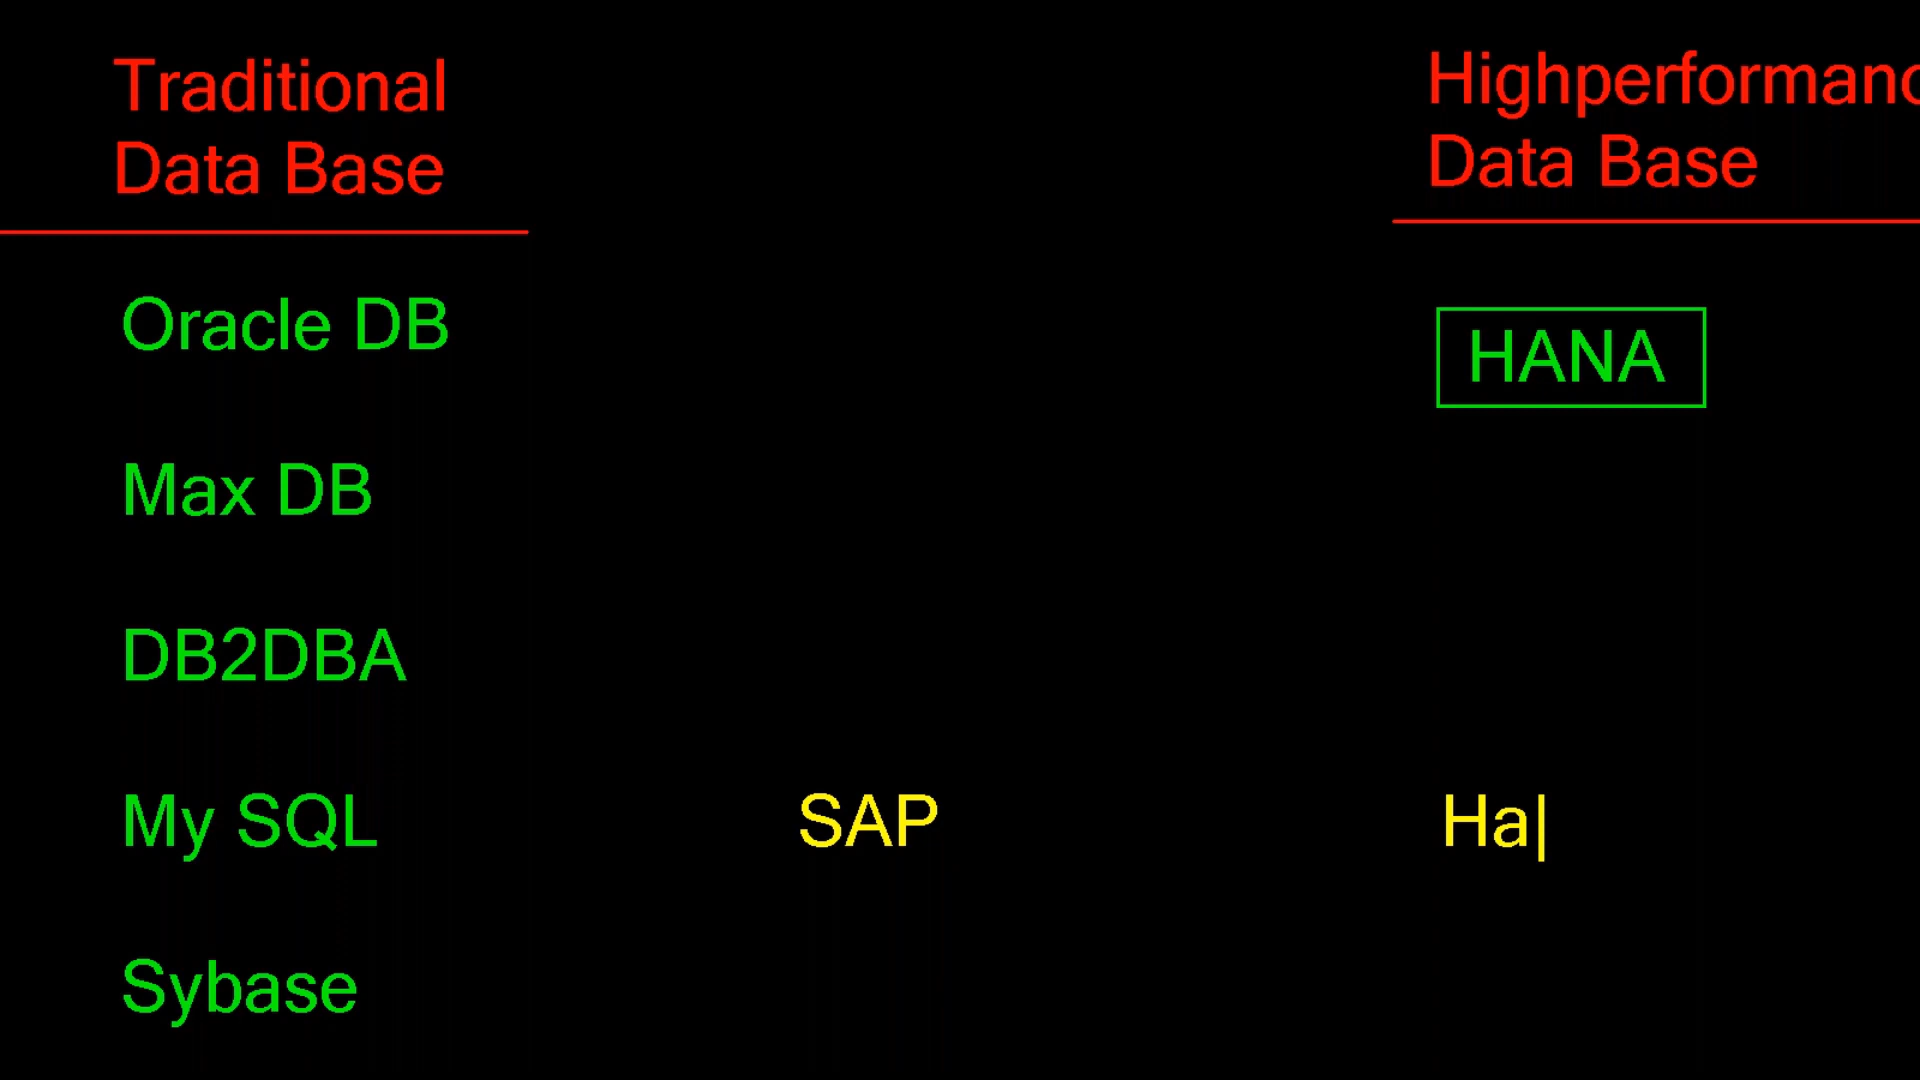 Traditional
Data Base
Highperformanc
Data Base
Oracle DB
HANA
Max DB
DB2DBA
My SQL
SAP
Ha|
Sybase